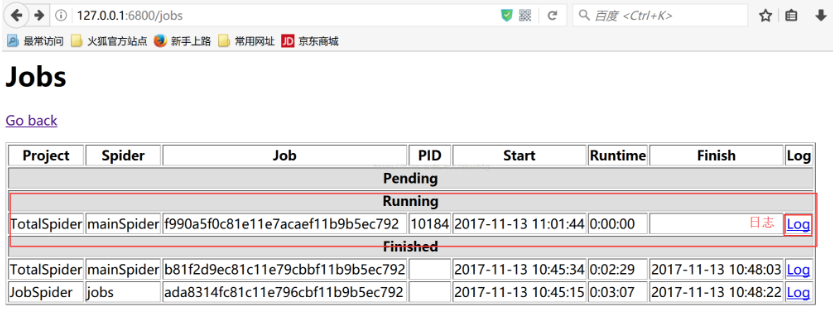 127.0.0.1:6800/jobs
百度 <Ctrl+K>
最常访问 火狐官方站点 新手上路 常用网址 JD 京东商城
Jobs
Go back
Project Spider Job PID Start Runtime Finish Log
Pending
Running
TotalSpider mainSpider f990a5f0c81e11e7acaef11b9b5ec792 10184 2017-11-13 11:01:44 0:00:00 日志 Log
Finished
TotalSpider mainSpider b81f2d9ec81c11e79cbbf11b9b5ec792 2017-11-13 10:45:34 0:02:29 2017-11-13 10:48:03 Log
JobSpider jobs ada8314fc81c11e796cbf11b9b5ec792 2017-11-13 10:45:15 0:03:07 2017-11-13 10:48:22 Log